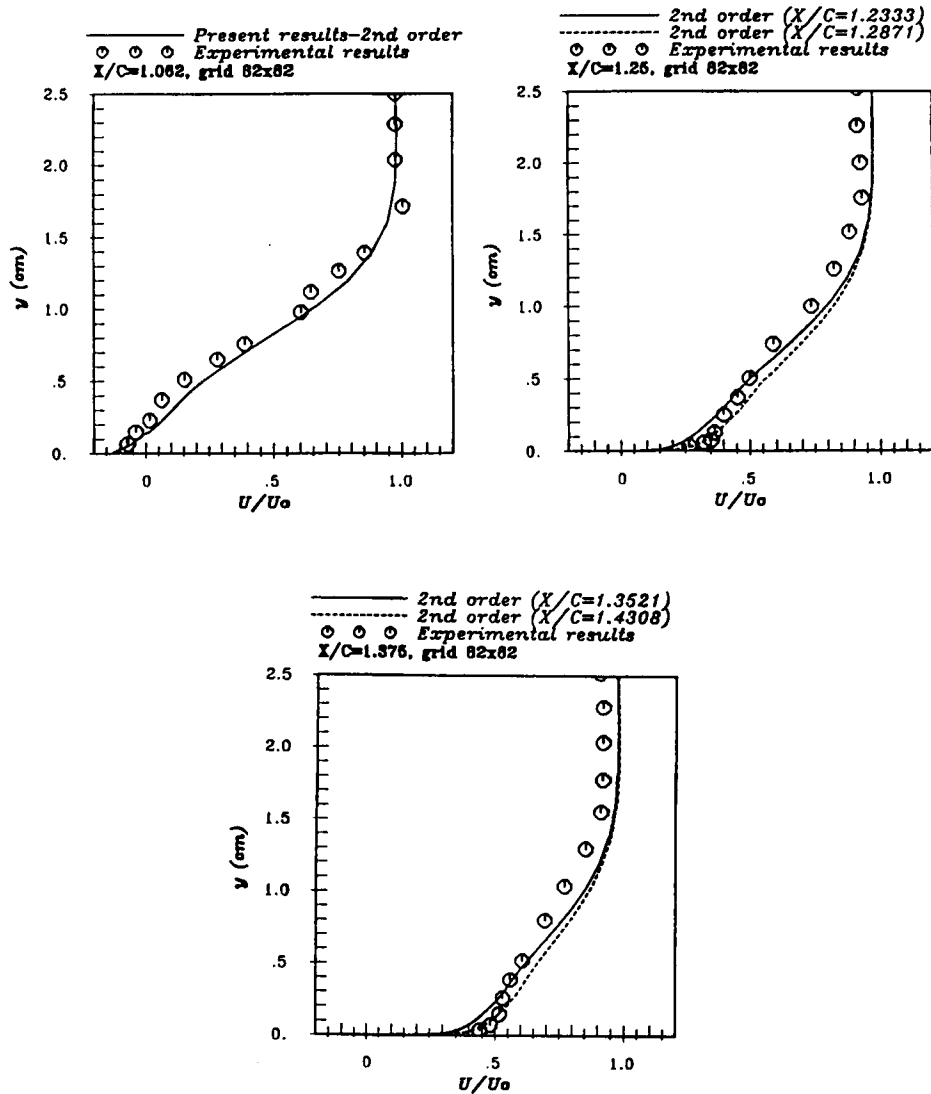 Present results-2nd order
Experimental results
X/C=1.062, grid 62x62
2.5
2.0
1.5
1.0
.5
0.
y (cm)
0
.5
1.0
U/Uo
2nd order (X/C=1.2333)
2nd order (X/C=1.2871)
Experimental results
X/C=1.25, grid 62x62
2.5
2.0
1.5
1.0
.5
0.
y (cm)
0
.5
1.0
U/Uo
2nd order (X/C=1.3521)
2nd order (X/C=1.4308)
Experimental results
X/C=1.375, grid 62x62
2.5
2.0
1.5
1.0
.5
0.
y (cm)
0
.5
1.0
U/Uo